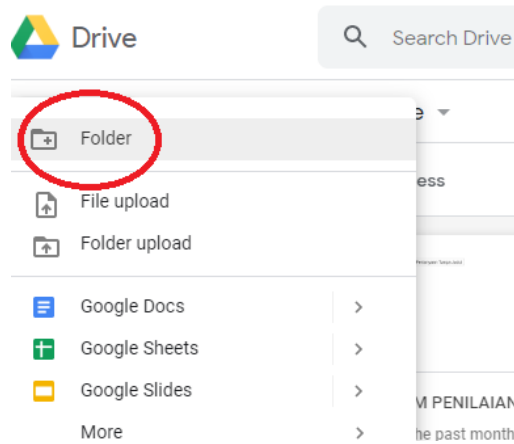 Drive
Search Drive
e
Folder
ess
File upload
Folder upload
Google Docs
Google Sheets
Google Slides
M PENILAIAN
More
he past month